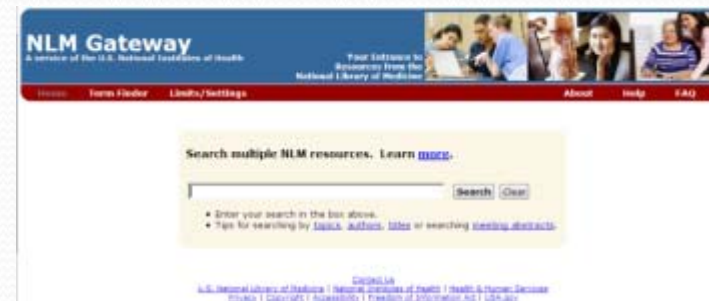 NLM Gateway
A service of the U.S. National Institutes of Health
Your Entrance to
Resources from the
National Library of Medicine
Home Term Finder Limits/Settings About Help FAQ
Search multiple NLM resources. Learn more.
Search Clear
• Enter your search in the box above.
• Tips for searching by topics, authors, titles or searching meeting abstracts.
Contact Us
U.S. National Library of Medicine | National Institutes of Health | Health & Human Services
Privacy | Copyright | Accessibility | Freedom of Information Act | USA.gov